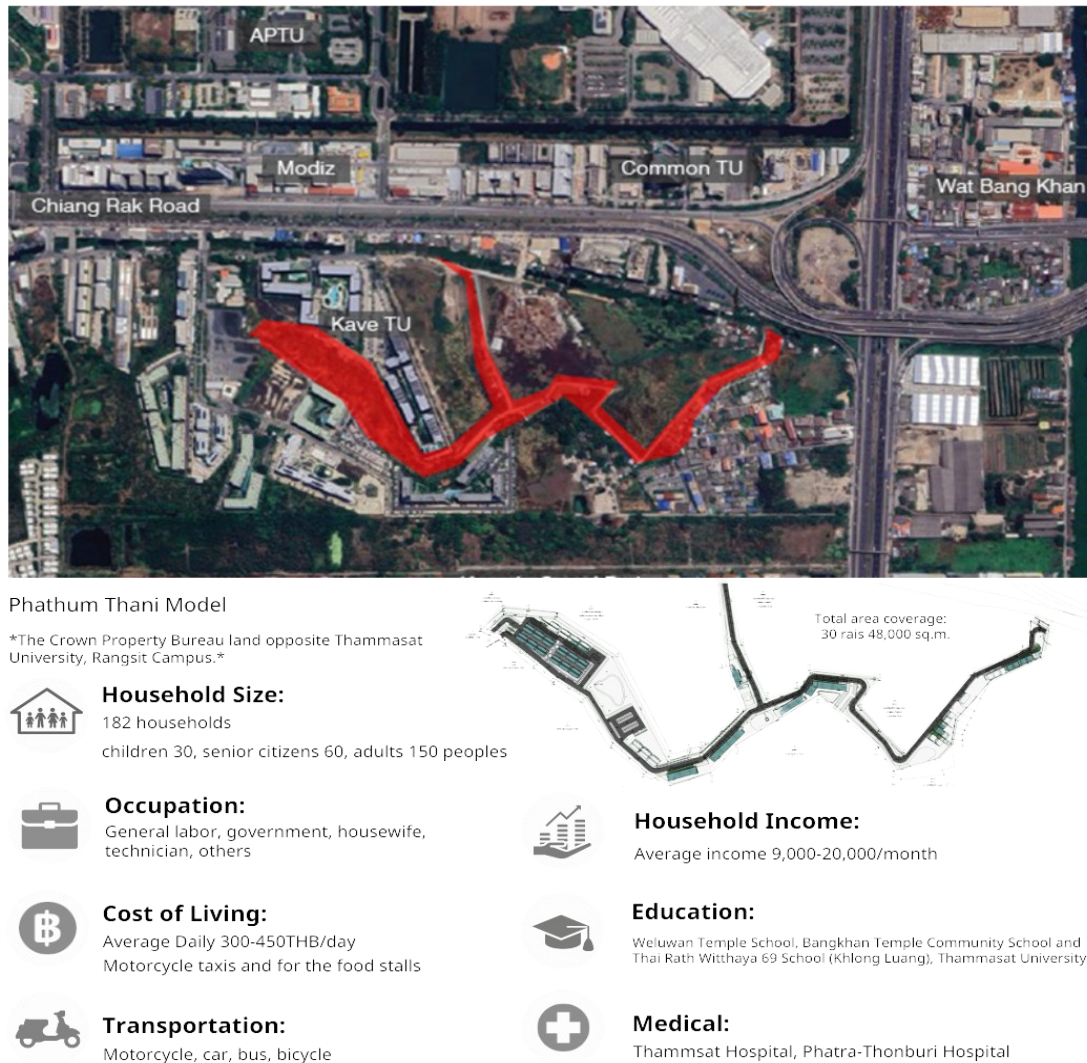 APTU
Modiz
Common TU
Wat Bang Khan
Chiang Rak Road
Kave TU
Phathum Thani Model
*The Crown Property Bureau land opposite Thammasat
University, Rangsit Campus.*
Total area coverage:
30 rais 48,000 sq.m.
Household Size:
182 households
children 30, senior citizens 60, adults 150 peoples
Occupation:
General labor, government, housewife,
technician, others
Household Income:
Average income 9,000-20,000/month
Cost of Living:
Average Daily 300-450THB/day
Motorcycle taxis and for the food stalls
Education:
Weluwan Temple School, Bangkhan Temple Community School and
Thai Rath Witthaya 69 School (Khlong Luang), Thammasat University
Transportation:
Motorcycle, car, bus, bicycle
Medical:
Thammsat Hospital, Phatra-Thonburi Hospital